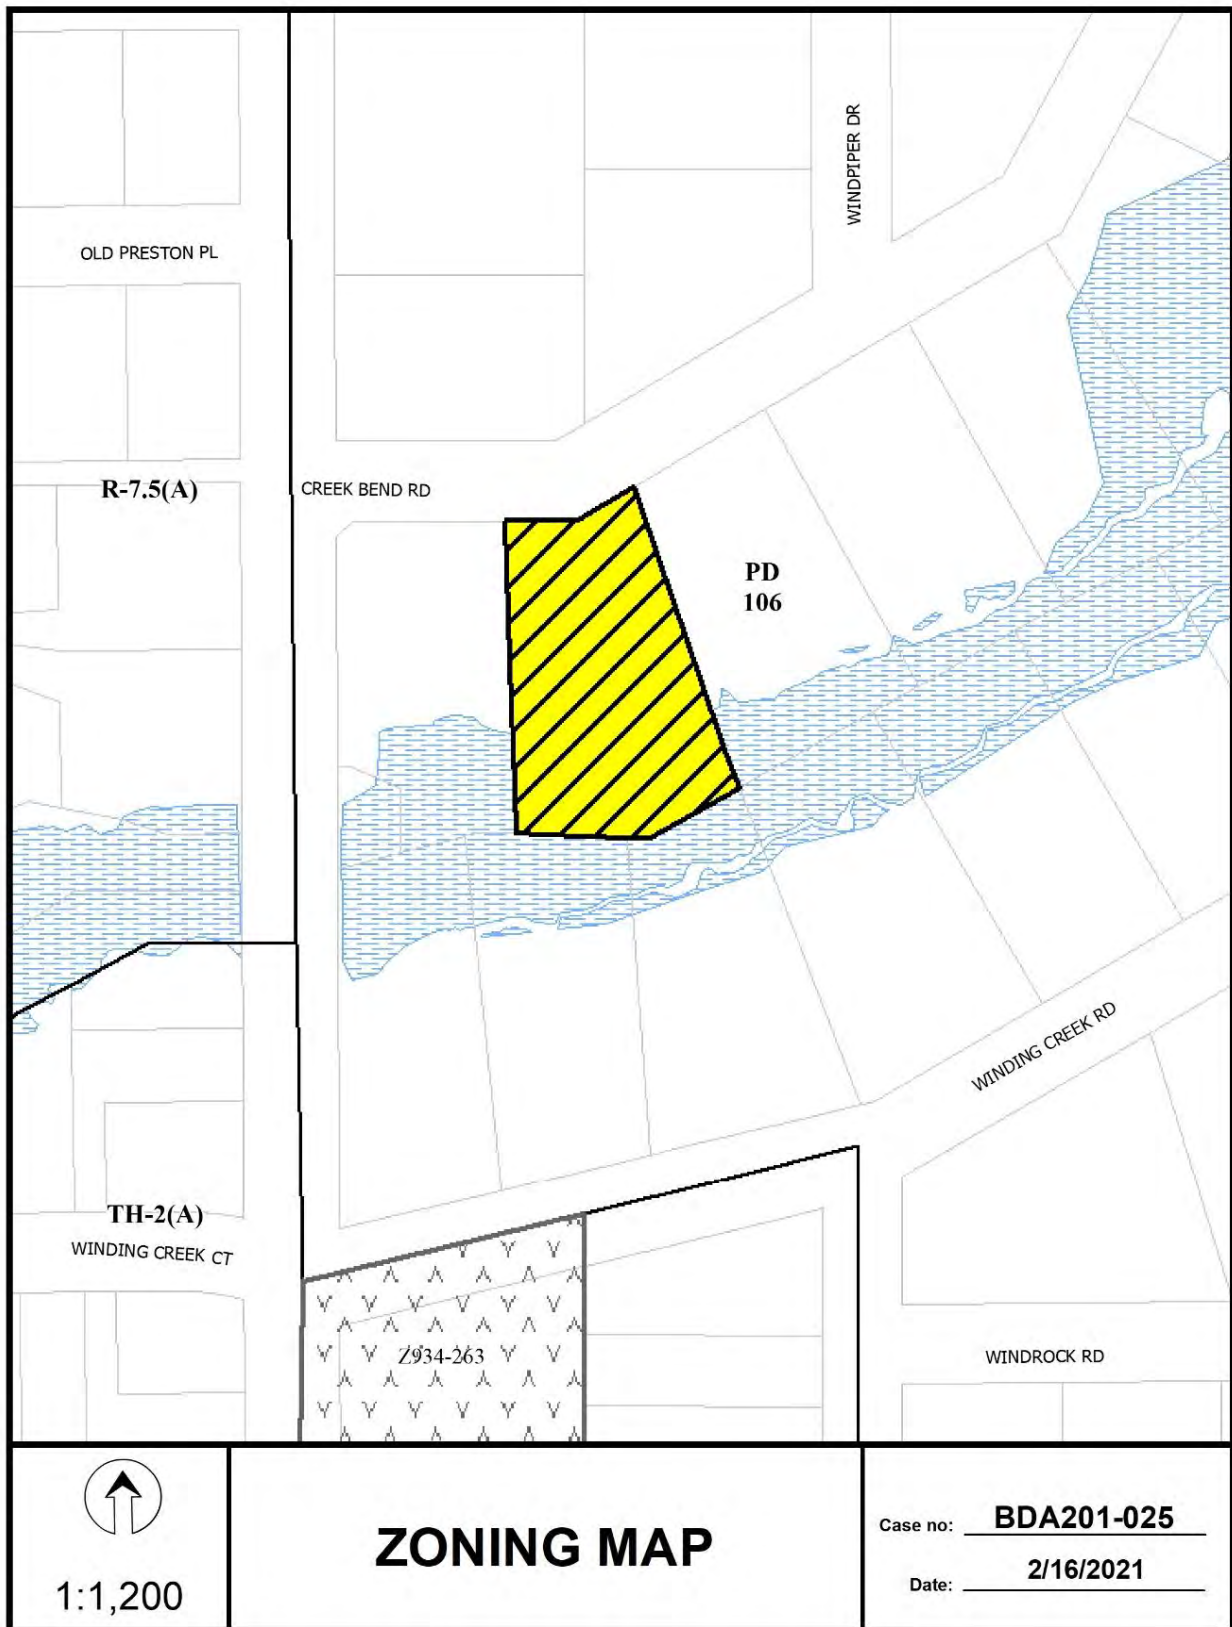 WINDPIPER DR
OLD PRESTON PL
R-7.5(A)
CREEK BEND RD
PD
106
WINDING CREEK RD
TH-2(A)
WINDING CREEK CT
Z934-263
WINDROCK RD
1:1,200
ZONING MAP
Case no: BDA201-025
Date: 2/16/2021